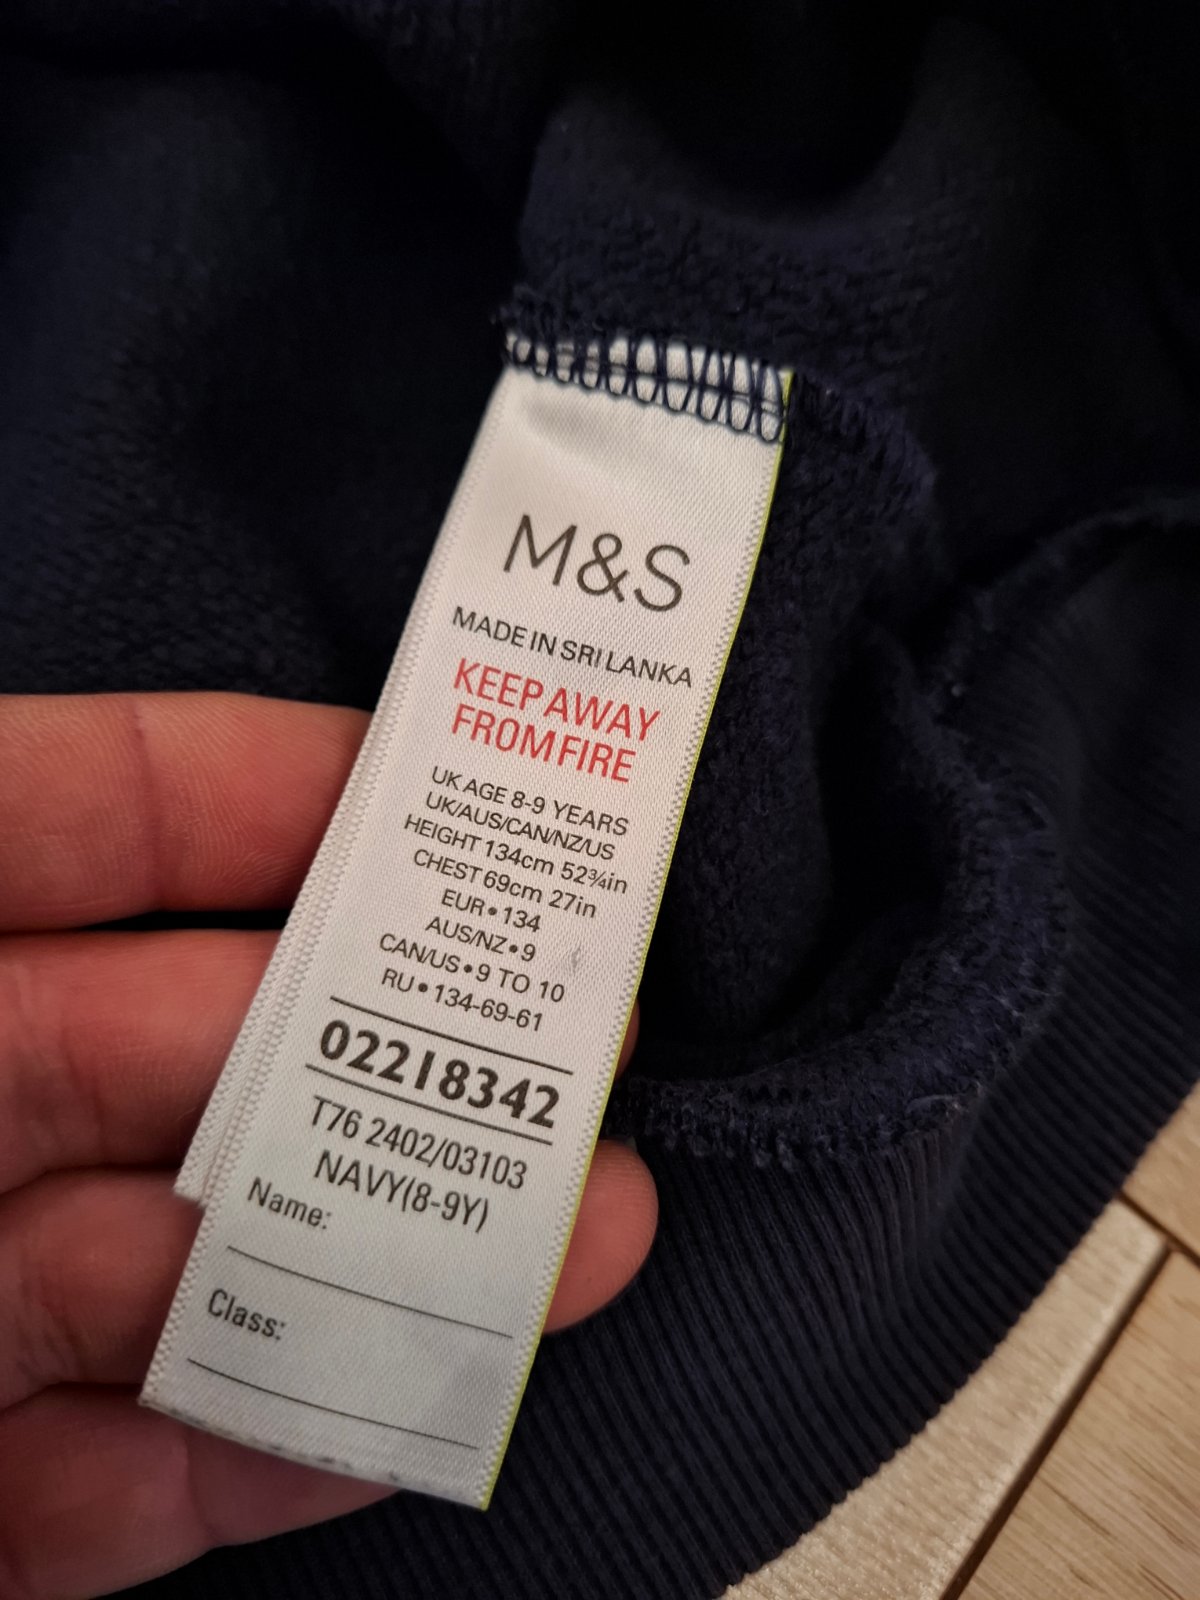 M&S
MADE IN SRI LANKA
KEEP AWAY
FROM FIRE
UK AGE 8-9 YEARS
UK/AUS/CAN/NZ/US
HEIGHT 134cm 52¾in
CHEST 69cm 27in
EUR•134
AUS/NZ•9
CAN/US•9 TO 10
RU•134-69-61
02218342
T76 2402/03103
NAVY(8-9Y)
Name:
Class: